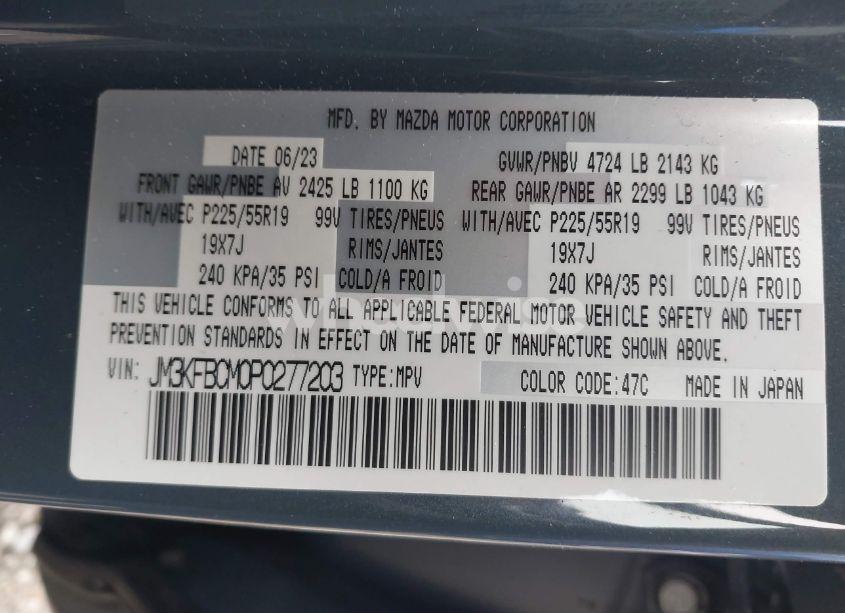 MFD. BY MAZDA MOTOR CORPORATION
DATE 06/23 GVWR/PNBV 4724 LB 2143 KG
FRONT GAWR/PNBE AV 2425 LB 1100 KG REAR GAWR/PNBE AR 2299 LB 1043 KG
WITH/AVEC P225/55R19 99V TIRES/PNEUS WITH/AVEC P225/55R19 99V TIRES/PNEUS
19X7J RIMS/JANTES 19X7J RIMS/JANTES
240 KPA/35 PSI COLD/A FROID 240 KPA/35 PSI COLD/A FROID
THIS VEHICLE CONFORMS TO ALL APPLICABLE FEDERAL MOTOR VEHICLE SAFETY AND THEFT
PREVENTION STANDARDS IN EFFECT ON THE DATE OF MANUFACTURE SHOWN ABOVE.
VIN: JM3KFBCM0P0277203 TYPE:MPV COLOR CODE:47C MADE IN JAPAN
wheelwise